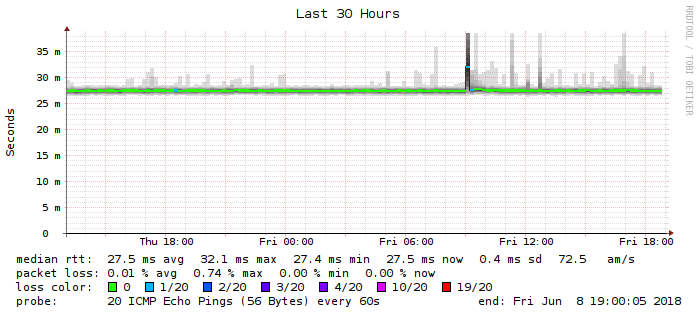 Last 30 Hours
RRDTOOL / TOBI OETIKER
Seconds
35 m
30 m
25 m
20 m
15 m
10 m
5 m
0
Thu 18:00 Fri 00:00 Fri 06:00 Fri 12:00 Fri 18:00
median rtt: 27.5 ms avg 32.1 ms max 27.4 ms min 27.5 ms now 0.4 ms sd 72.5 am/s
packet loss: 0.01 % avg 0.74 % max 0.00 % min 0.00 % now
loss color: 0 1/20 2/20 3/20 4/20 10/20 19/20
probe: 20 ICMP Echo Pings (56 Bytes) every 60s end: Fri Jun 8 19:00:05 2018